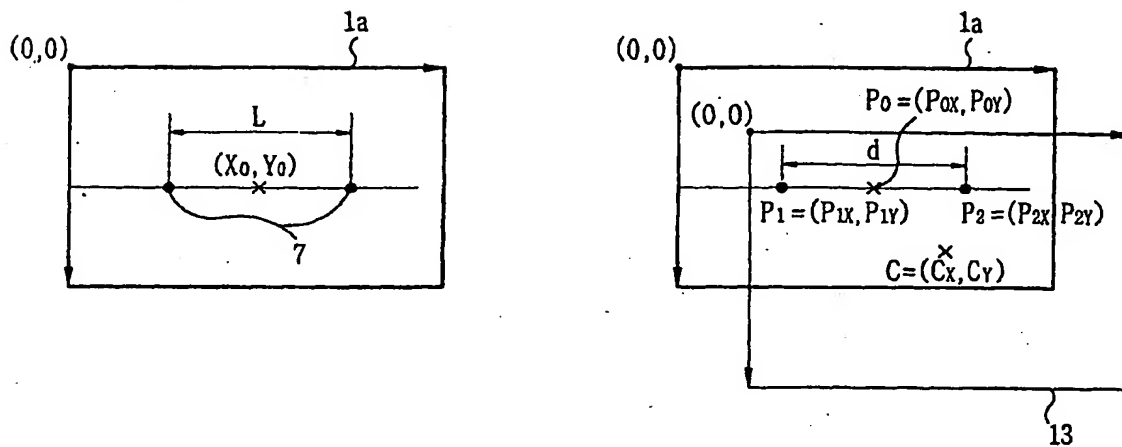 1a
(0,0)
L
(X0, Y0)
7
1a
(0,0)
P0=(P0X, P0Y)
(0,0)
d
P1=(P1X, P1Y)
P2=(P2X P2Y)
C=(CX, CY)
13